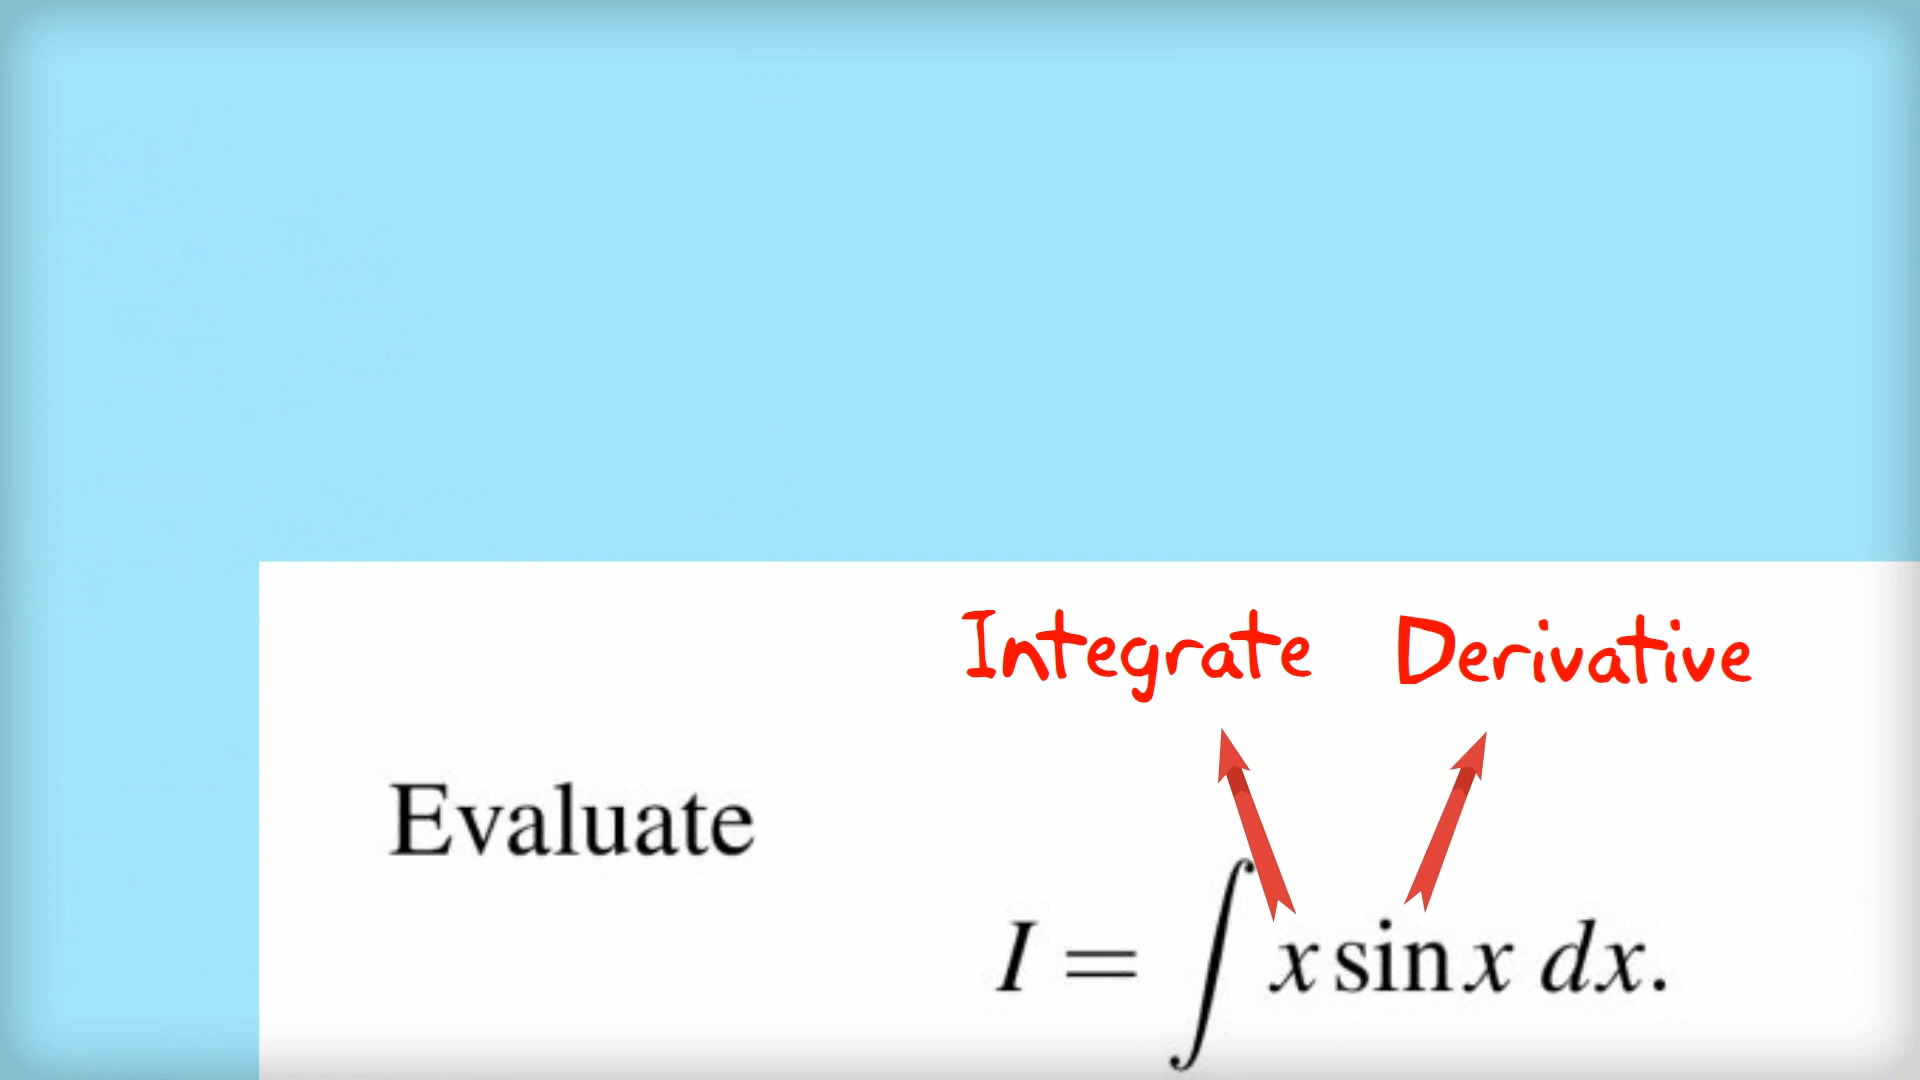 Integrate Derivative
Evaluate
I = ∫ x sin x dx.